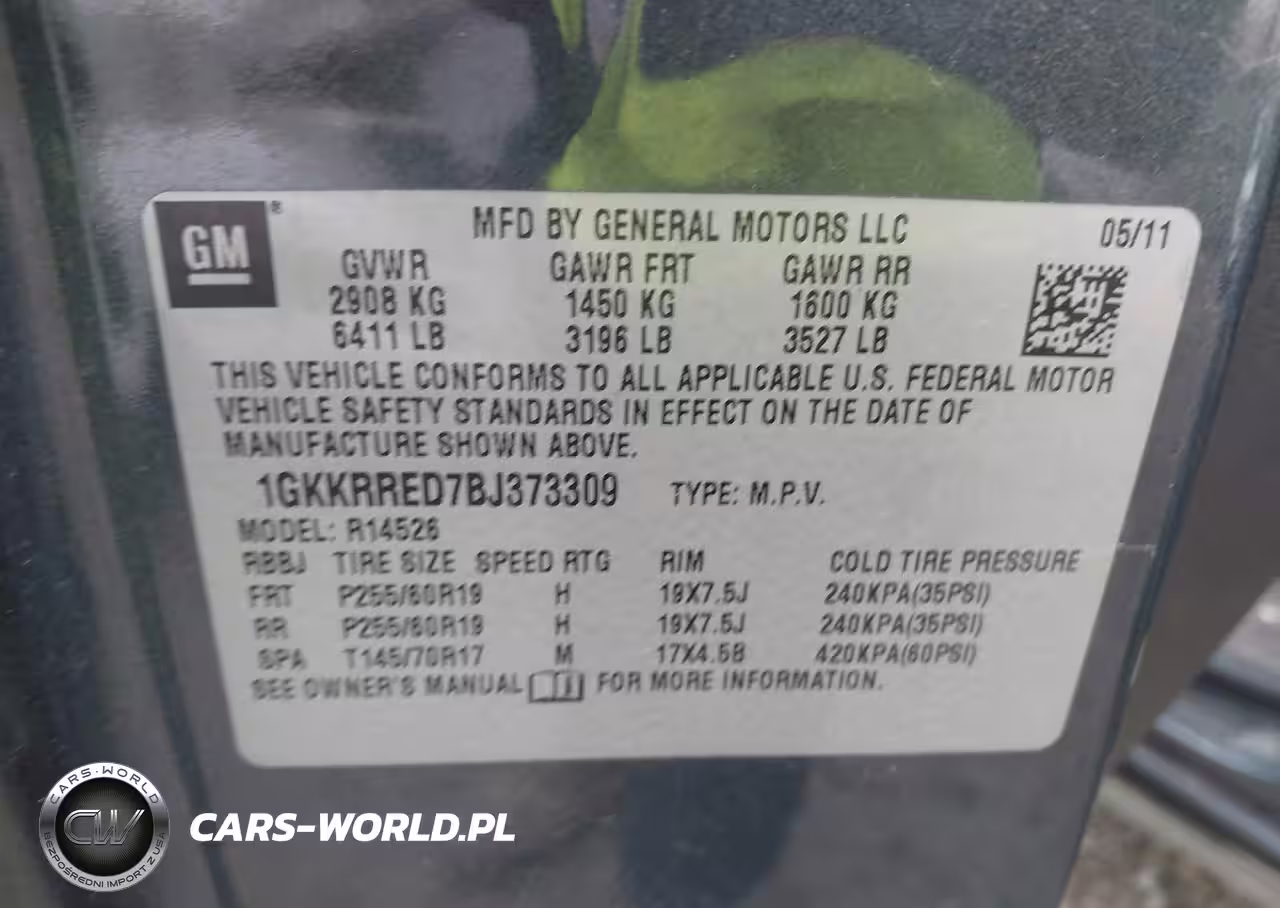 GM®
MFD BY GENERAL MOTORS LLC
05/11
GVWR GAWR FRT GAWR RR
2908 KG 1450 KG 1600 KG
6411 LB 3196 LB 3527 LB
THIS VEHICLE CONFORMS TO ALL APPLICABLE U.S. FEDERAL MOTOR
VEHICLE SAFETY STANDARDS IN EFFECT ON THE DATE OF
MANUFACTURE SHOWN ABOVE.
1GKKRRED7BJ373309 TYPE: M.P.V.
MODEL: R14526
RBBJ TIRE SIZE SPEED RTG RIM COLD TIRE PRESSURE
FRT P255/60R19 H 19X7.5J 240KPA(35PSI)
RR P255/60R19 H 19X7.5J 240KPA(35PSI)
SPA T145/70R17 M 17X4.5B 420KPA(60PSI)
SEE OWNER'S MANUAL FOR MORE INFORMATION.
CARS-WORLD
CW
BEZPOŚREDNI IMPORT Z USA
CARS-WORLD.PL